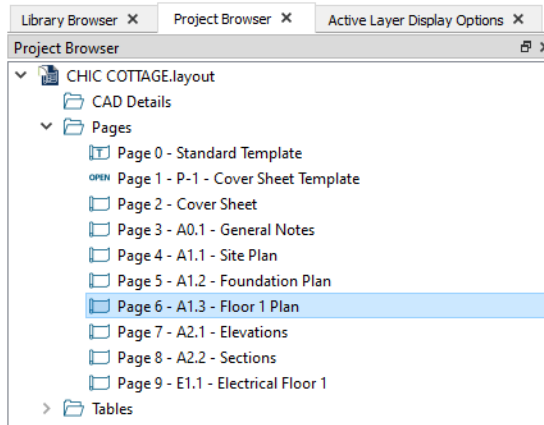 Library Browser ✕ Project Browser ✕ Active Layer Display Options ✕
Project Browser
CHIC COTTAGE.layout
CAD Details
Pages
T Page 0 - Standard Template
OPEN Page 1 - P-1 - Cover Sheet Template
Page 2 - Cover Sheet
Page 3 - A0.1 - General Notes
Page 4 - A1.1 - Site Plan
Page 5 - A1.2 - Foundation Plan
Page 6 - A1.3 - Floor 1 Plan
Page 7 - A2.1 - Elevations
Page 8 - A2.2 - Sections
Page 9 - E1.1 - Electrical Floor 1
Tables